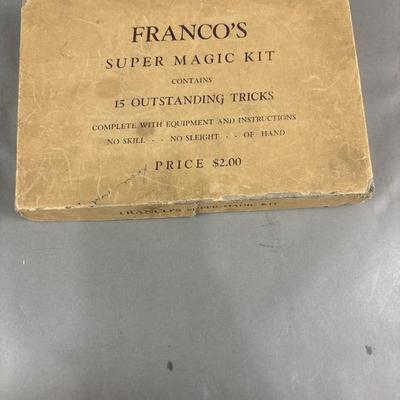 FRANCO'S
SUPER MAGIC KIT
CONTAINS
15 OUTSTANDING TRICKS
COMPLETE WITH EQUIPMENT AND INSTRUCTIONS
NO SKILL - - NO SLEIGHT - - OF HAND
PRICE $2.00
FRANCO'S SUPER MAGIC KIT